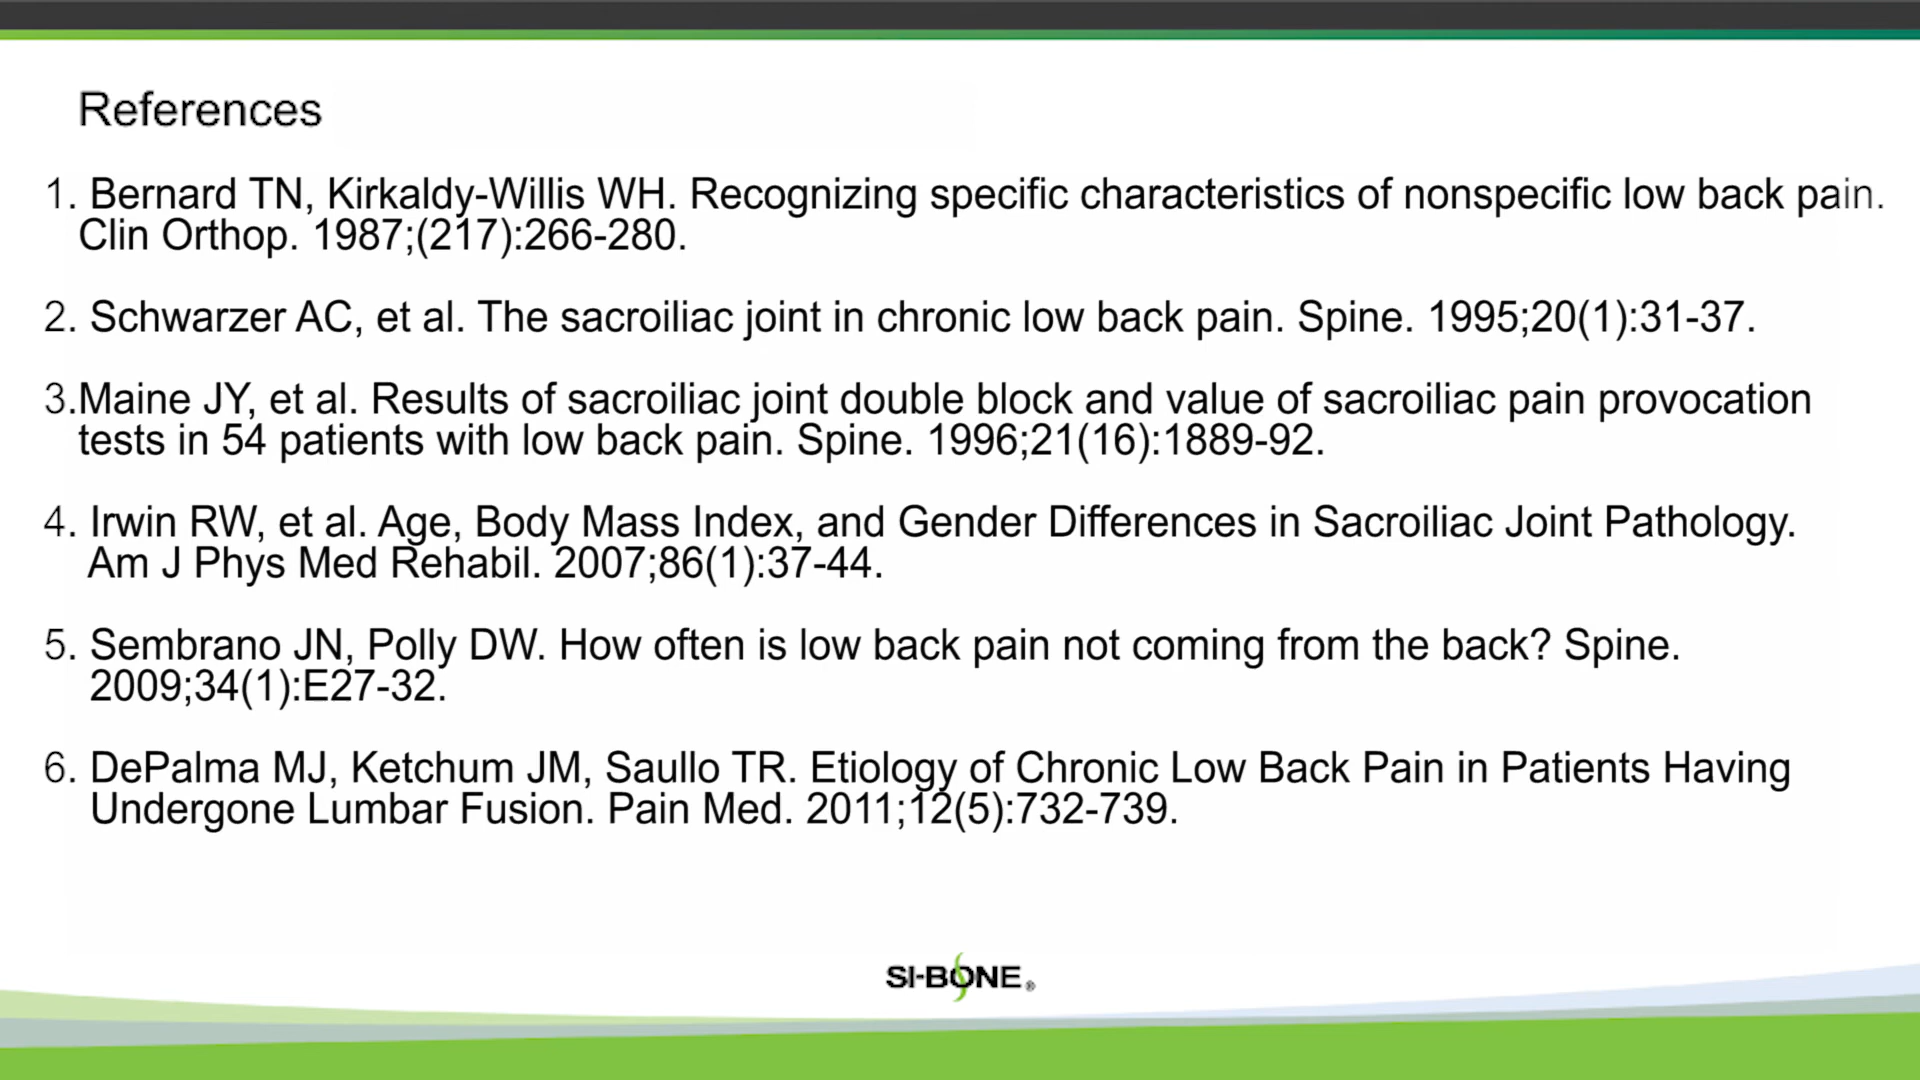 References
1. Bernard TN, Kirkaldy-Willis WH. Recognizing specific characteristics of nonspecific low back pain.
Clin Orthop. 1987;(217):266-280.
2. Schwarzer AC, et al. The sacroiliac joint in chronic low back pain. Spine. 1995;20(1):31-37.
3.Maine JY, et al. Results of sacroiliac joint double block and value of sacroiliac pain provocation
tests in 54 patients with low back pain. Spine. 1996;21(16):1889-92.
4. Irwin RW, et al. Age, Body Mass Index, and Gender Differences in Sacroiliac Joint Pathology.
Am J Phys Med Rehabil. 2007;86(1):37-44.
5. Sembrano JN, Polly DW. How often is low back pain not coming from the back? Spine.
2009;34(1):E27-32.
6. DePalma MJ, Ketchum JM, Saullo TR. Etiology of Chronic Low Back Pain in Patients Having
Undergone Lumbar Fusion. Pain Med. 2011;12(5):732-739.
SI-BONE®